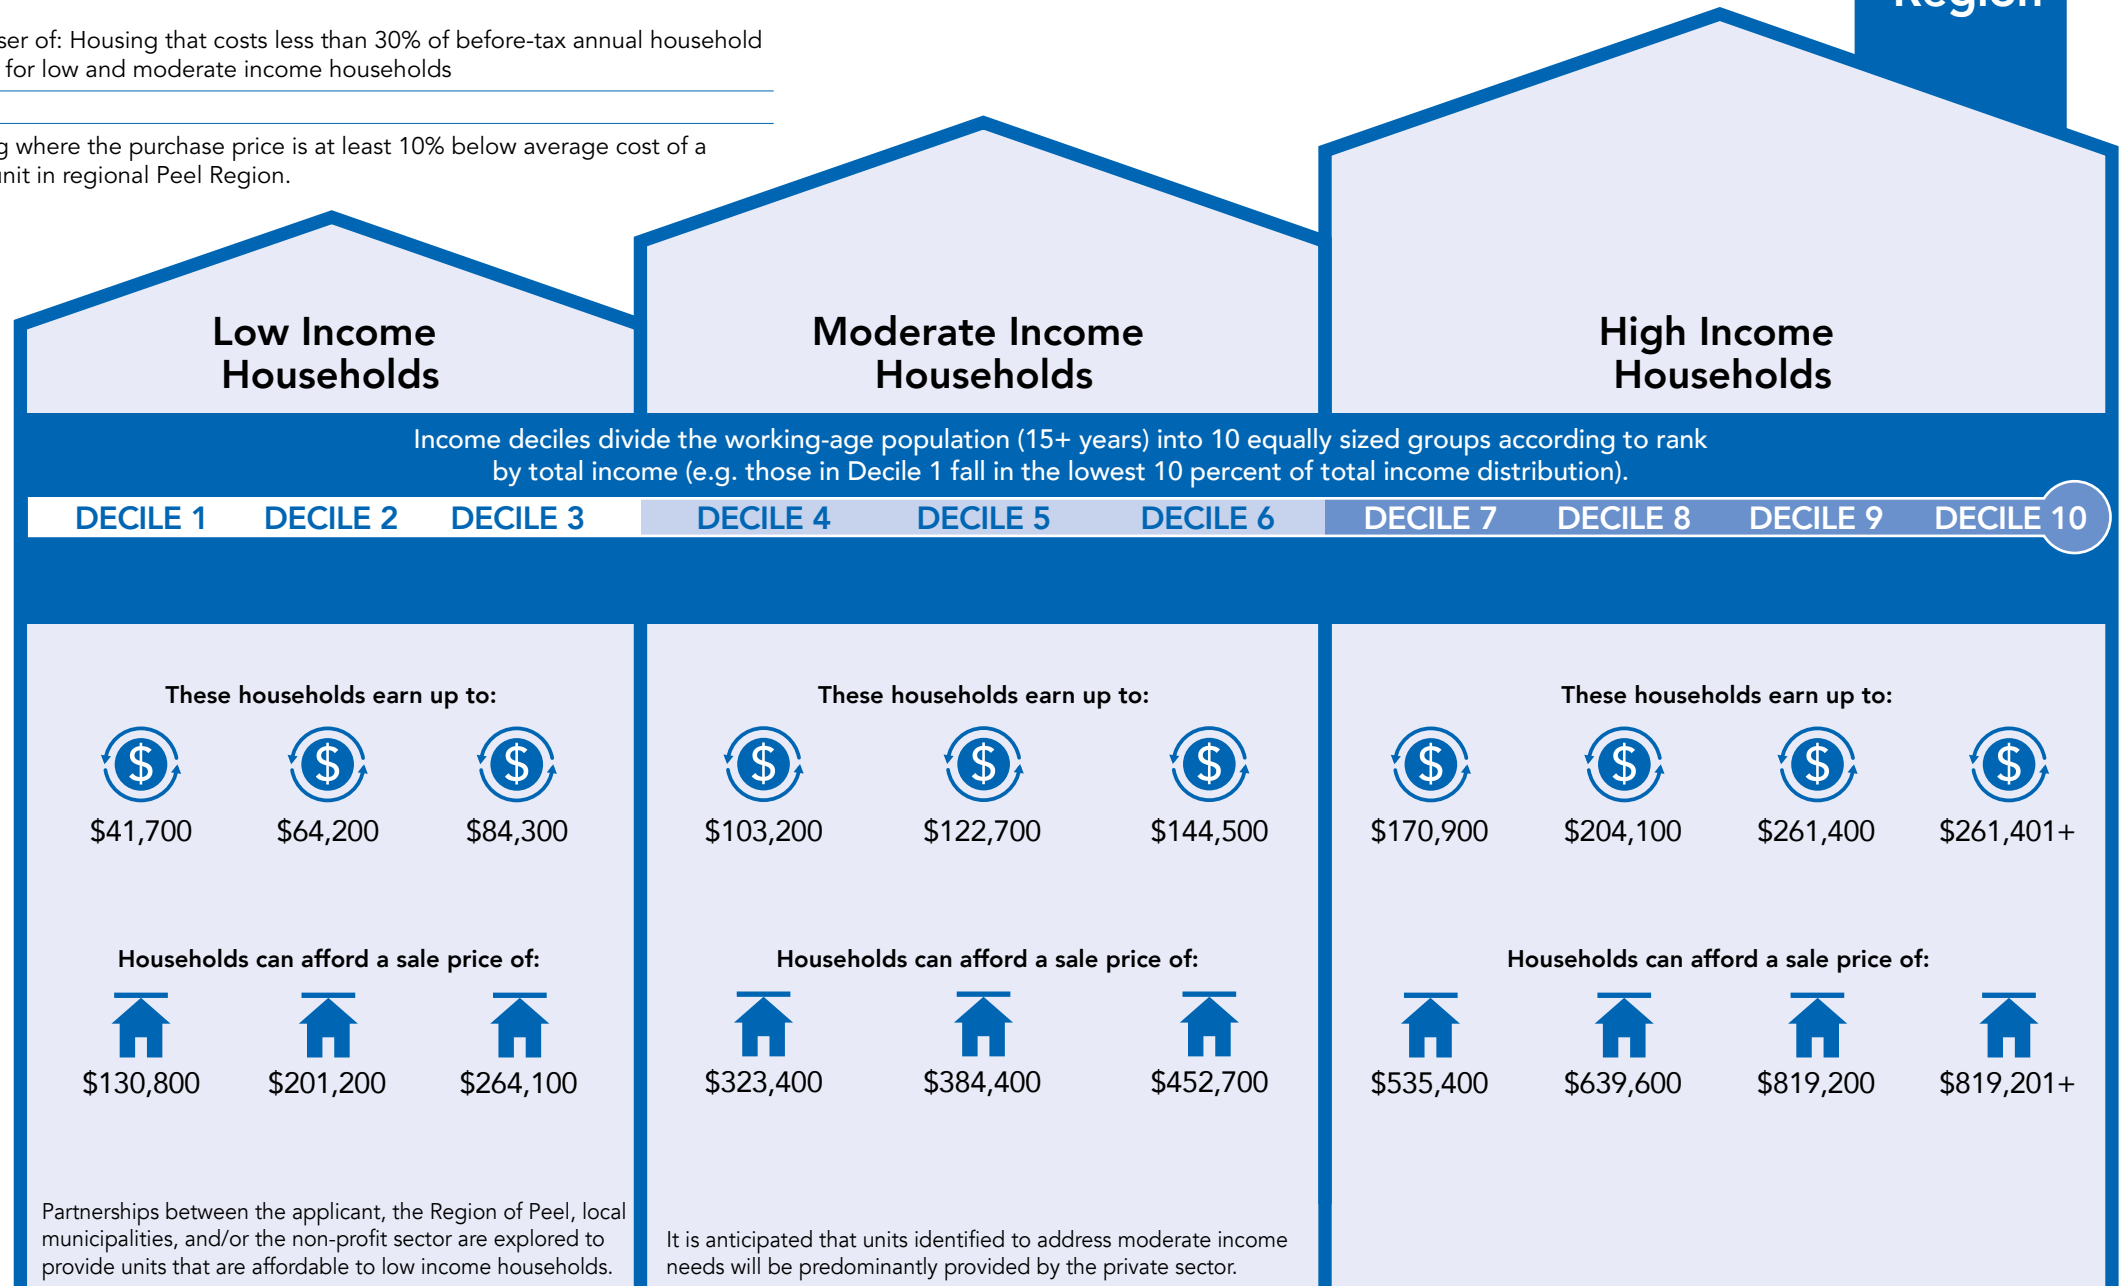 Region
ser of: Housing that costs less than 30% of before-tax annual household
for low and moderate income households
g where the purchase price is at least 10% below average cost of a
unit in regional Peel Region.
Low Income
Households
Moderate Income
Households
High Income
Households
Income deciles divide the working-age population (15+ years) into 10 equally sized groups according to rank
by total income (e.g. those in Decile 1 fall in the lowest 10 percent of total income distribution).
DECILE 1 DECILE 2 DECILE 3 DECILE 4 DECILE 5 DECILE 6 DECILE 7 DECILE 8 DECILE 9 DECILE 10
These households earn up to:
$ $ $
$41,700 $64,200 $84,300
Households can afford a sale price of:
$130,800 $201,200 $264,100
Partnerships between the applicant, the Region of Peel, local
municipalities, and/or the non-profit sector are explored to
provide units that are affordable to low income households.
These households earn up to:
$ $ $
$103,200 $122,700 $144,500
Households can afford a sale price of:
$323,400 $384,400 $452,700
It is anticipated that units identified to address moderate income
needs will be predominantly provided by the private sector.
These households earn up to:
$ $ $ $
$170,900 $204,100 $261,400 $261,401+
Households can afford a sale price of:
$535,400 $639,600 $819,200 $819,201+